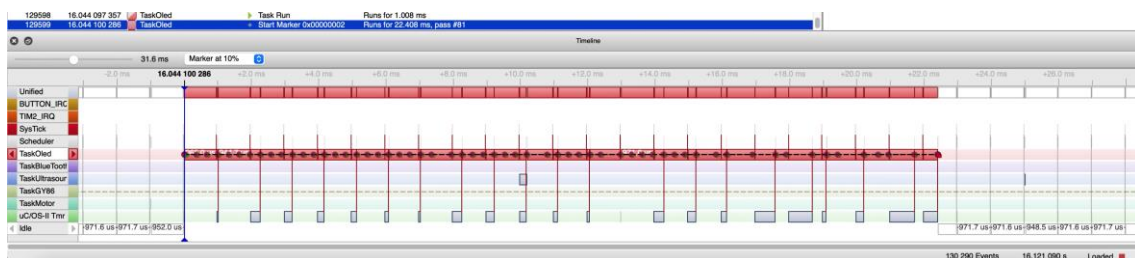 129598 16.044 097 357 TaskOled Task Run Runs for 1.008 ms
129599 16.044 100 286 TaskOled Start Marker 0x00000002 Runs for 22.408 ms, pass #81
Timeline
31.6 ms Marker at 10%
-2.0 ms 16.044 100 286 +2.0 ms +4.0 ms +6.0 ms +8.0 ms +10.0 ms +12.0 ms +14.0 ms +16.0 ms +18.0 ms +20.0 ms +22.0 ms +24.0 ms +26.0 ms
Unified
BUTTON_IRC
TIM2_IRQ
SysTick
Scheduler
TaskOled
TaskBlueTooth
TaskUltrasour
TaskGY86
TaskMotor
uC/OS-II Tmr
Idle -971.6 us -971.7 us -952.0 us -971.7 us -971.6 us -948.5 us -971.6 us -971.7 us
130 290 Events 16.121 090 s Loaded